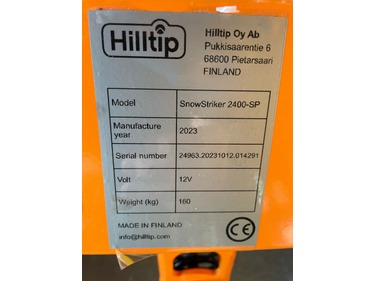 Hilltip
Hilltip Oy Ab
Pukkisaarentie 6
68600 Pietarsaari
FINLAND
Model SnowStriker 2400-SP
Manufacture year 2023
Serial number 24963.20231012.014291
Volt 12V
Weight (kg) 160
MADE IN FINLAND
info@hilltip.com
CE